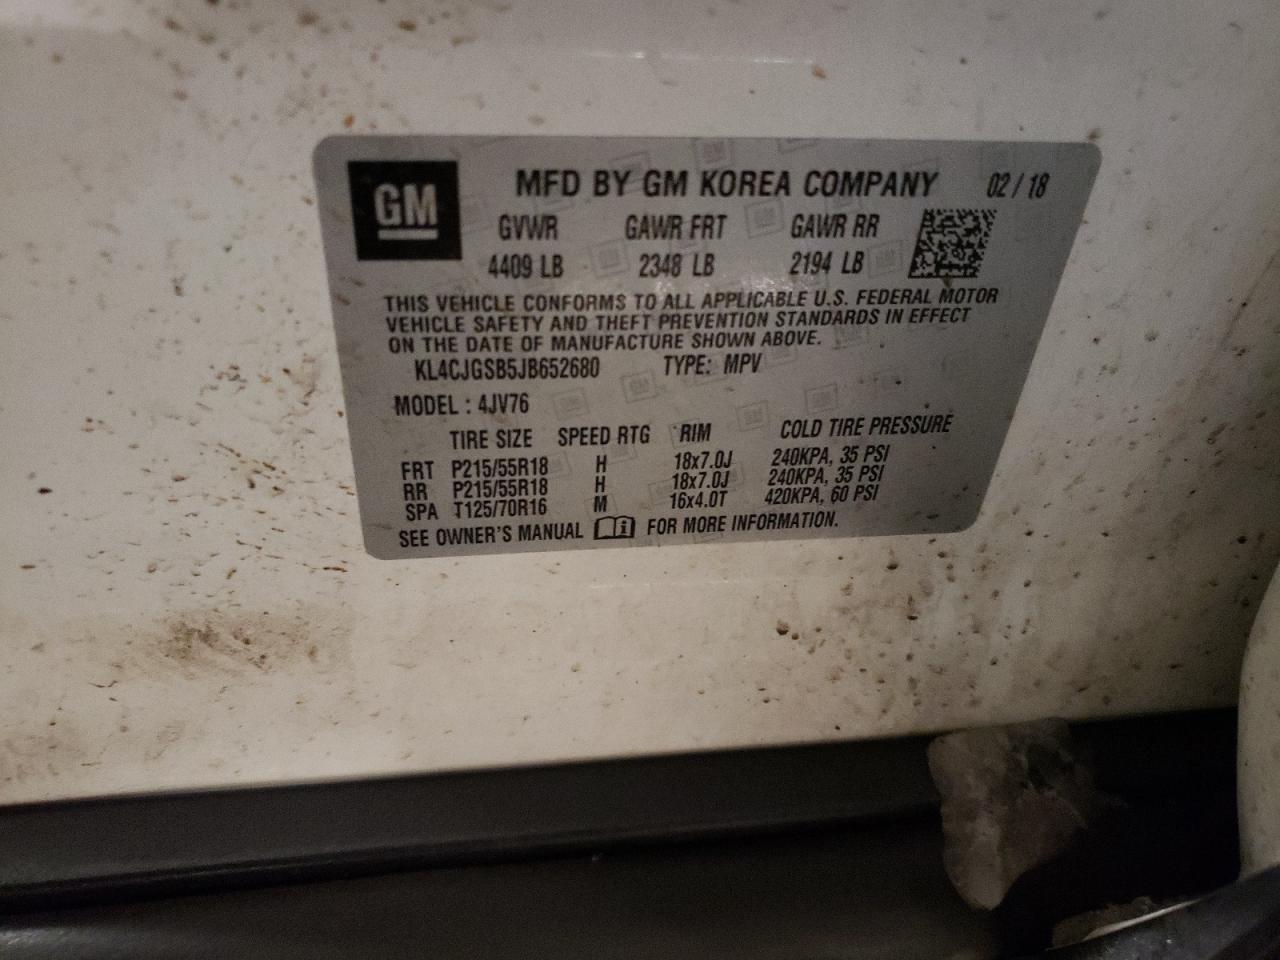 GM
MFD BY GM KOREA COMPANY 02/18
GVWR GAWR FRT GAWR RR
4409 LB 2348 LB 2194 LB
THIS VEHICLE CONFORMS TO ALL APPLICABLE U.S. FEDERAL MOTOR
VEHICLE SAFETY AND THEFT PREVENTION STANDARDS IN EFFECT
ON THE DATE OF MANUFACTURE SHOWN ABOVE.
KL4CJGSB5JB652680 TYPE: MPV
MODEL : 4JV76
TIRE SIZE SPEED RTG RIM COLD TIRE PRESSURE
FRT P215/55R18 H 18x7.0J 240KPA, 35 PSI
RR P215/55R18 H 18x7.0J 240KPA, 35 PSI
SPA T125/70R16 M 16x4.0T 420KPA, 60 PSI
SEE OWNER'S MANUAL FOR MORE INFORMATION.